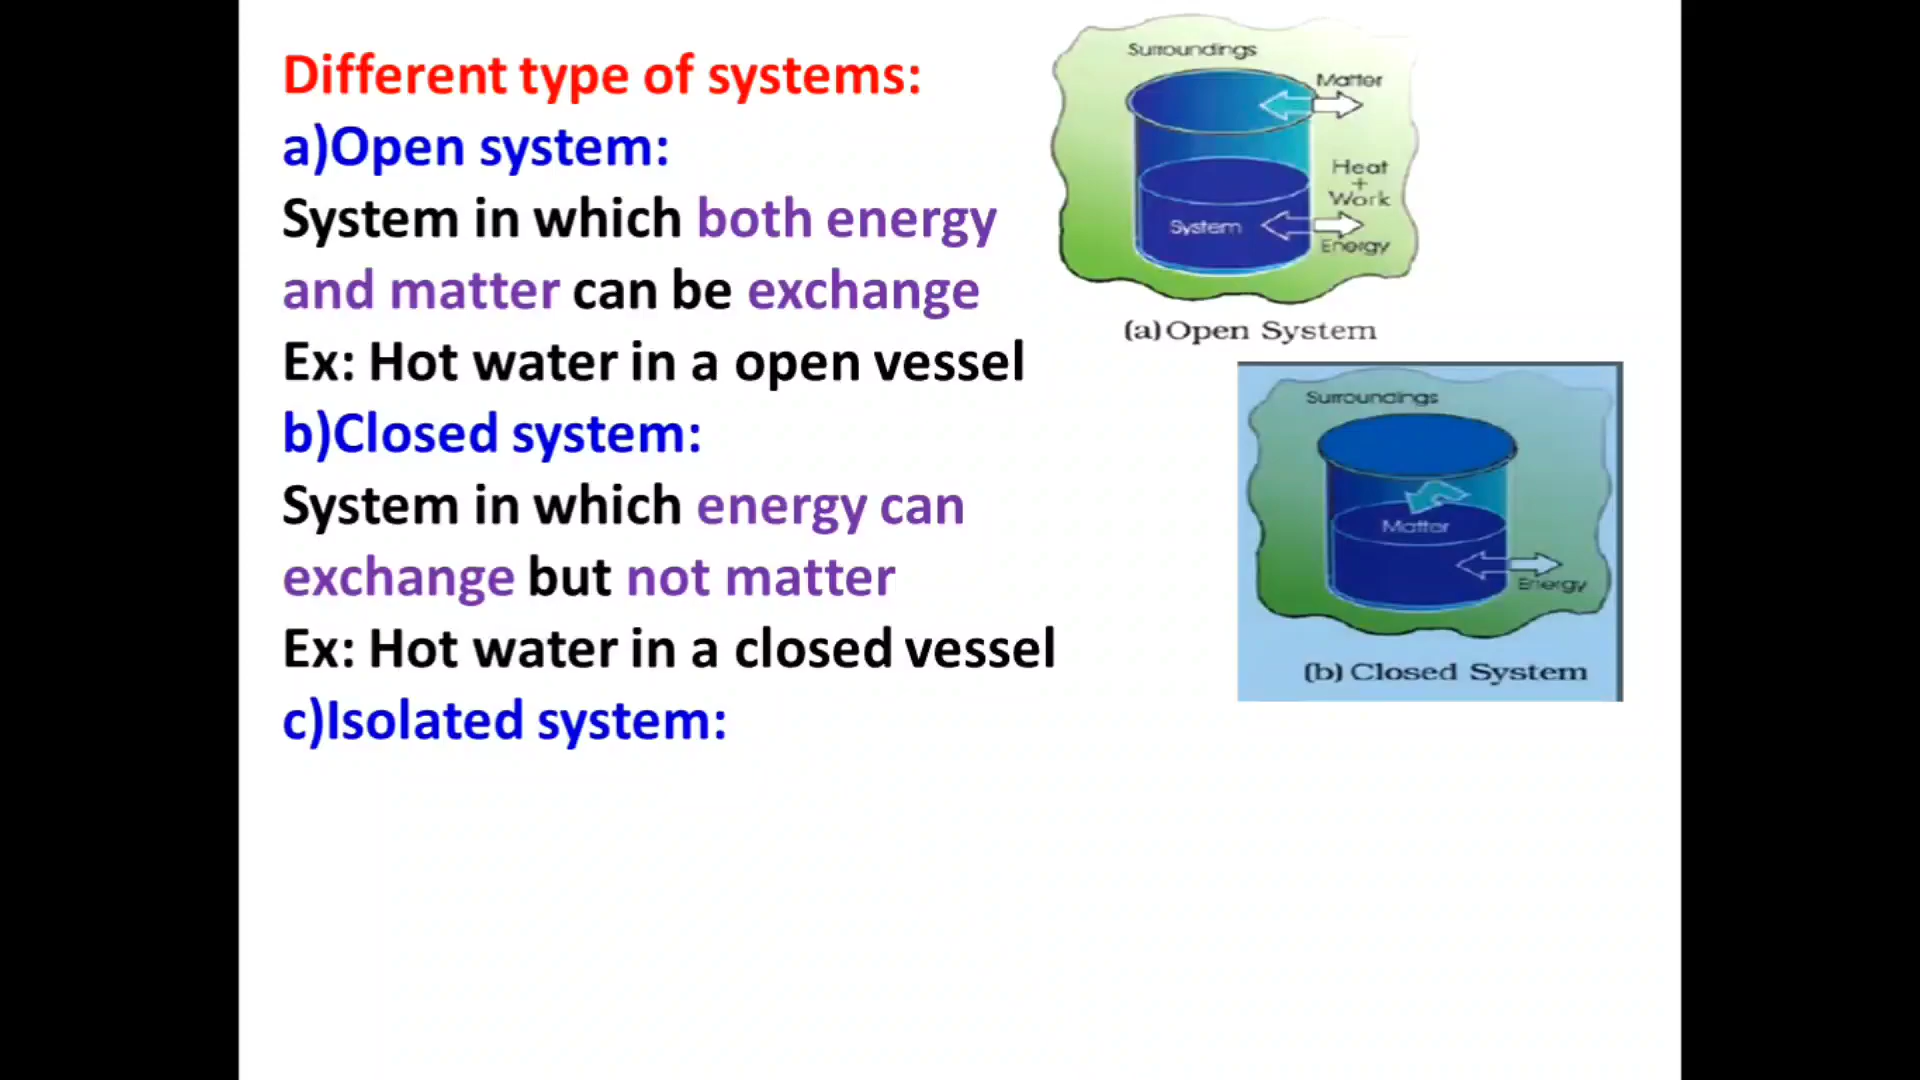 Different type of systems:
a)Open system:
System in which both energy
and matter can be exchange
Ex: Hot water in a open vessel
b)Closed system:
System in which energy can
exchange but not matter
Ex: Hot water in a closed vessel
c)Isolated system:
Surroundings
Matter
Heat
+
Work
System
Energy
(a) Open System
Surroundings
Matter
Energy
(b) Closed System